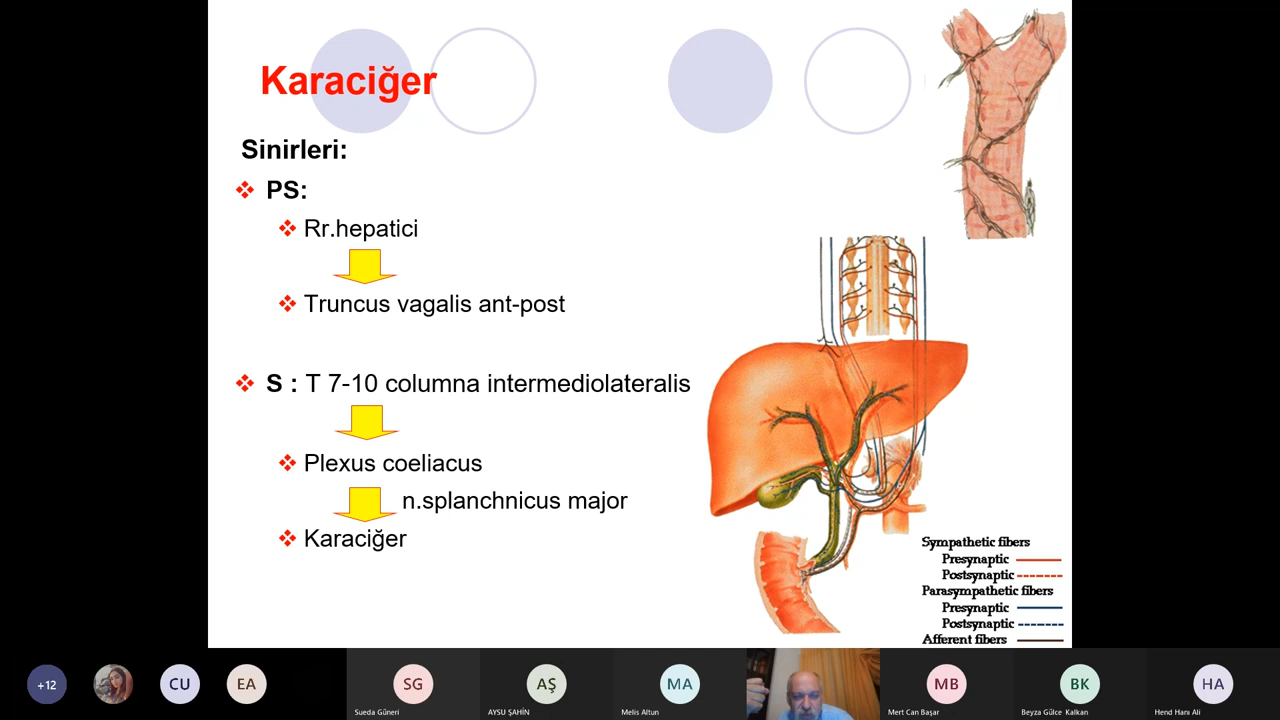 Karaciğer
Sinirleri:
PS:
Rr.hepatici
Truncus vagalis ant-post
S : T 7-10 columna intermediolateralis
Plexus coeliacus
n.splanchnicus major
Karaciğer
Sympathetic fibers
Presynaptic
Postsynaptic
Parasympathetic fibers
Presynaptic
Postsynaptic
Afferent fibers
+12
CU
EA
SG
Sueda Güneri
AŞ
AYSU ŞAHİN
MA
Melis Altun
MB
Mert Can Başar
BK
Beyza Gülce Kalkan
HA
Hend Hani Ali